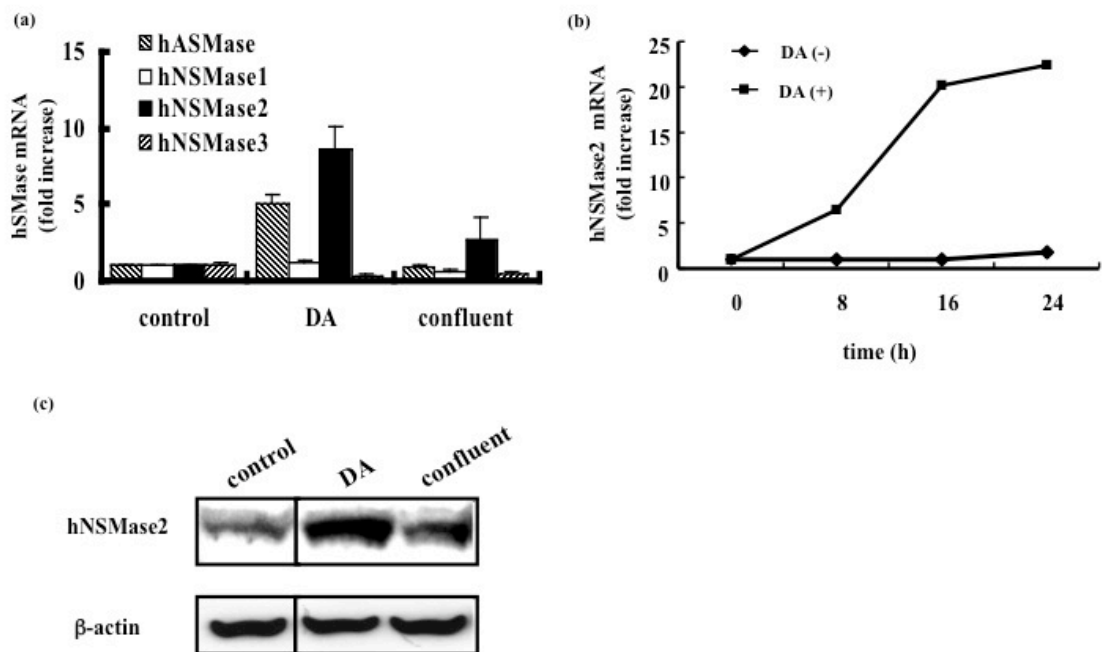 (a)
hSMase mRNA
(fold increase)
15
10
5
0
hASMase
hNSMase1
hNSMase2
hNSMase3
control DA confluent
(b)
hNSMase2 mRNA
(fold increase)
25
20
15
10
5
0
DA (-)
DA (+)
0 8 16 24
time (h)
(c)
control DA confluent
hNSMase2
β-actin